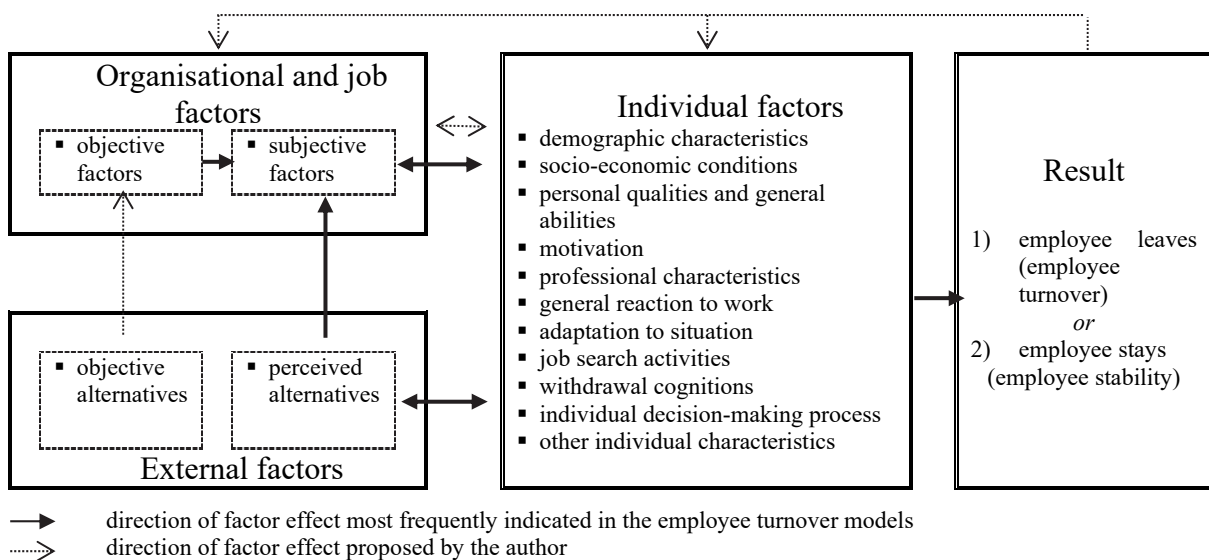 Organisational and job
factors
▪ objective
factors
▪ subjective
factors
▪ objective
alternatives
▪ perceived
alternatives
External factors
Individual factors
▪ demographic characteristics
▪ socio-economic conditions
▪ personal qualities and general
abilities
▪ motivation
▪ professional characteristics
▪ general reaction to work
▪ adaptation to situation
▪ job search activities
▪ withdrawal cognitions
▪ individual decision-making process
▪ other individual characteristics
Result
1) employee leaves
(employee
turnover)
or
2) employee stays
(employee stability)
direction of factor effect most frequently indicated in the employee turnover models
direction of factor effect proposed by the author